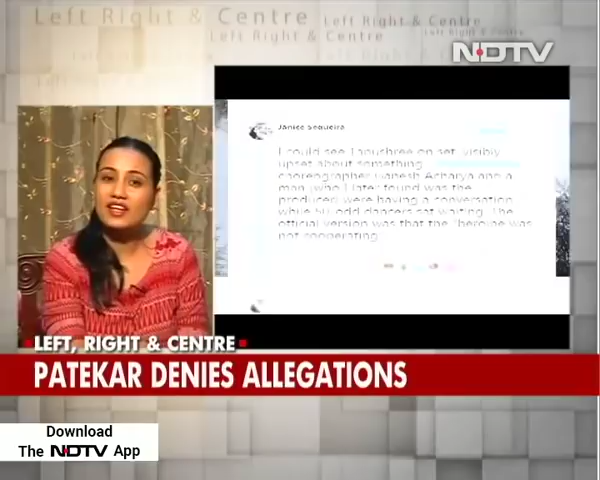 Left Right & Centre
Left Right & Centre
Left Right & Centre
Left Right & Centre
NDTV
Janice Sequeira
I could see Tanushree on set, visibly
upset about something,
choreographer Ganesh Acharya and a
man (who I later found was the
producer) were having a conversation
while 50 odd dancers sat waiting. The
official version was that the "heroine was
not cooperating
LEFT, RIGHT & CENTRE
PATEKAR DENIES ALLEGATIONS
Download
The NDTV App